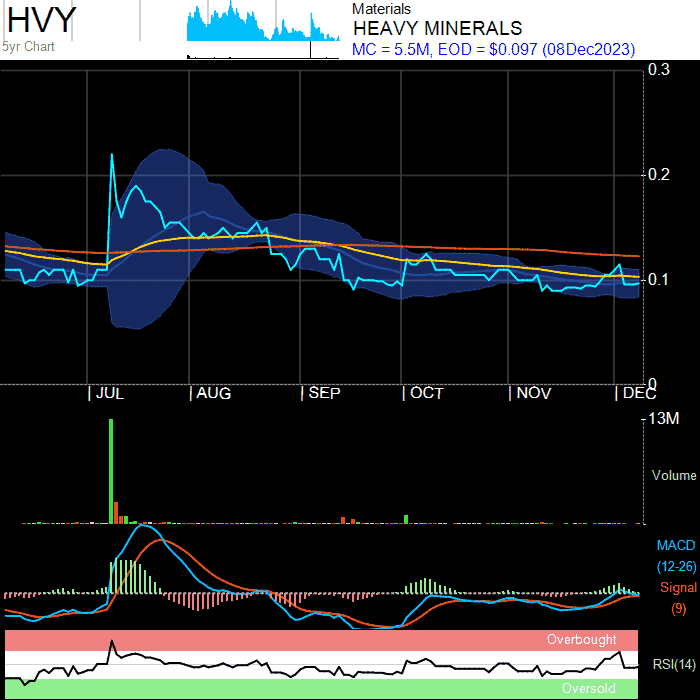 HVY
5yr Chart
Materials
HEAVY MINERALS
MC = 5.5M, EOD = $0.097 (08Dec2023)
0.3
0.2
0.1
0
JUL AUG SEP OCT NOV DEC
13M
Volume
MACD
(12-26)
Signal
(9)
Overbought
RSI(14)
Oversold